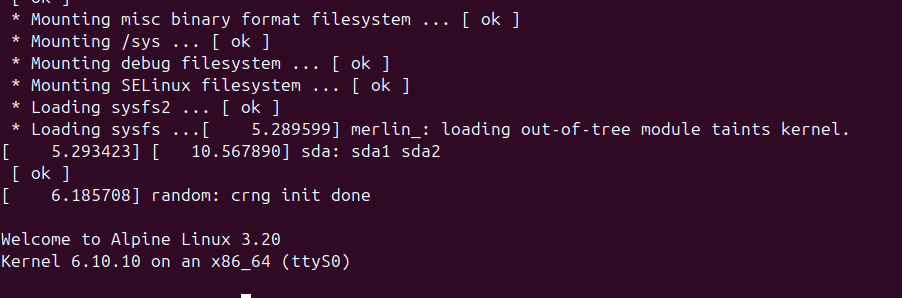 [ ok ]
* Mounting misc binary format filesystem ... [ ok ]
* Mounting /sys ... [ ok ]
* Mounting debug filesystem ... [ ok ]
* Mounting SELinux filesystem ... [ ok ]
* Loading sysfs2 ... [ ok ]
* Loading sysfs ...[    5.289599] merlin_: loading out-of-tree module taints kernel.
[    5.293423] [   10.567890] sda: sda1 sda2
[ ok ]
[    6.185708] random: crng init done
Welcome to Alpine Linux 3.20
Kernel 6.10.10 on an x86_64 (ttyS0)